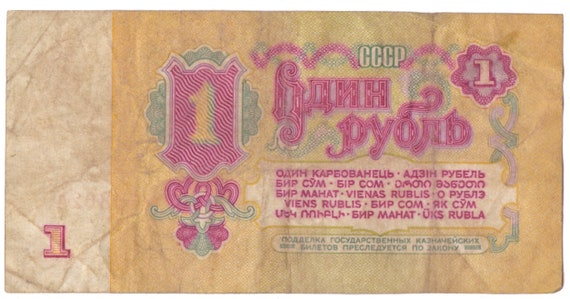 СССР
1
1
Один
рубль
ОДИН КАРБОВАНЕЦЬ · АДЗІН РУБЕЛЬ
БИР СЎМ · БІР СОМ · ᲔᲠᲗᲘ ᲛᲐᲜᲔᲗᲘ
БИР МАНАТ · VIENAS RUBLIS · О РУБЛЭ
VIENS RUBLIS · БИР СОМ · ЯК СӮМ
ՄԵԿ ՌՈՒԲԼԻ · БИР МАНАТ · ÜKS RUBLA
1
ПОДДЕЛКА ГОСУДАРСТВЕННЫХ КАЗНАЧЕЙСКИХ
БИЛЕТОВ ПРЕСЛЕДУЕТСЯ ПО ЗАКОНУ